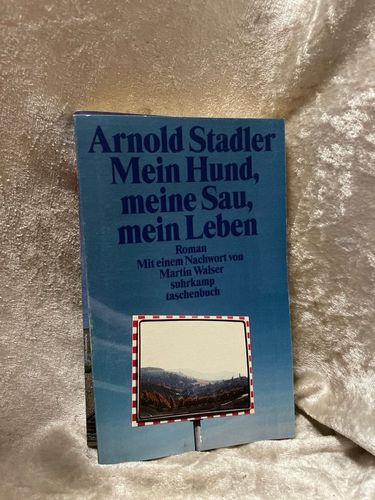 Arnold Stadler
Mein Hund,
meine Sau,
mein Leben
Roman
Mit einem Nachwort von
Martin Walser
suhrkamp
taschenbuch